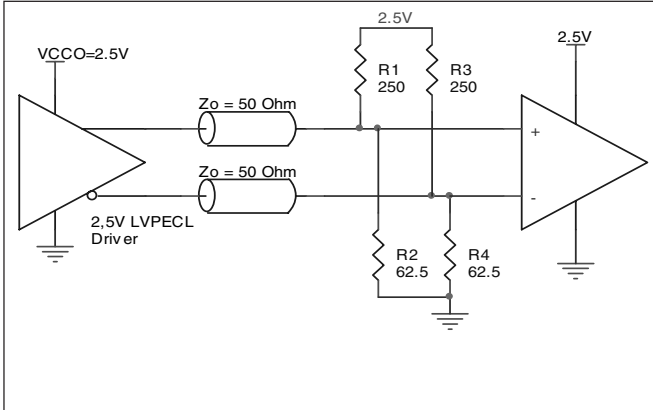 2.5V
VCCO=2.5V
2.5V
R1
250
R3
250
Zo = 50 Ohm
+
Zo = 50 Ohm
-
2,5V LVPECL
Driver
R2
62.5
R4
62.5